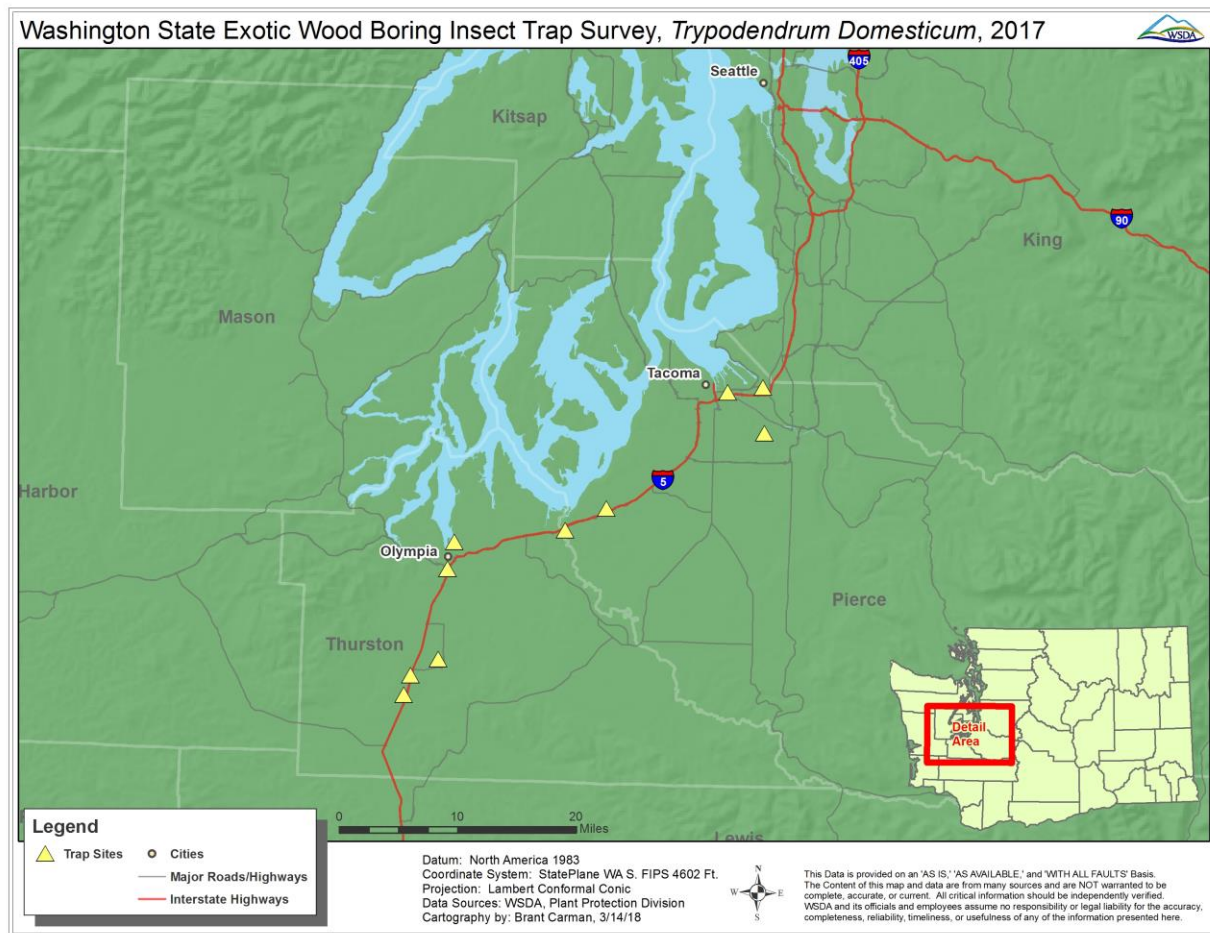 Washington State Exotic Wood Boring Insect Trap Survey, Trypodendrum Domesticum, 2017
WSDA
405
Seattle
Kitsap
90
King
Mason
Tacoma
5
Harbor
Olympia
Pierce
Thurston
Detail
Area
Lewis
Legend
Trap Sites
Cities
Major Roads/Highways
Interstate Highways
0 10 20
Miles
Datum: North America 1983
Coordinate System: StatePlane WA S. FIPS 4602 Ft.
Projection: Lambert Conformal Conic
Data Sources: WSDA, Plant Protection Division
Cartography by: Brant Carman, 3/14/18
N
W E
S
This Data is provided on an 'AS IS,' 'AS AVAILABLE,' and 'WITH ALL FAULTS' Basis.
The Content of this map and data are from many sources and are NOT warranted to be
complete, accurate, or current. All critical information should be independently verified.
WSDA and its officials and employees assume no responsibility or legal liability for the accuracy,
completeness, reliability, timeliness, or usefulness of any of the information presented here.